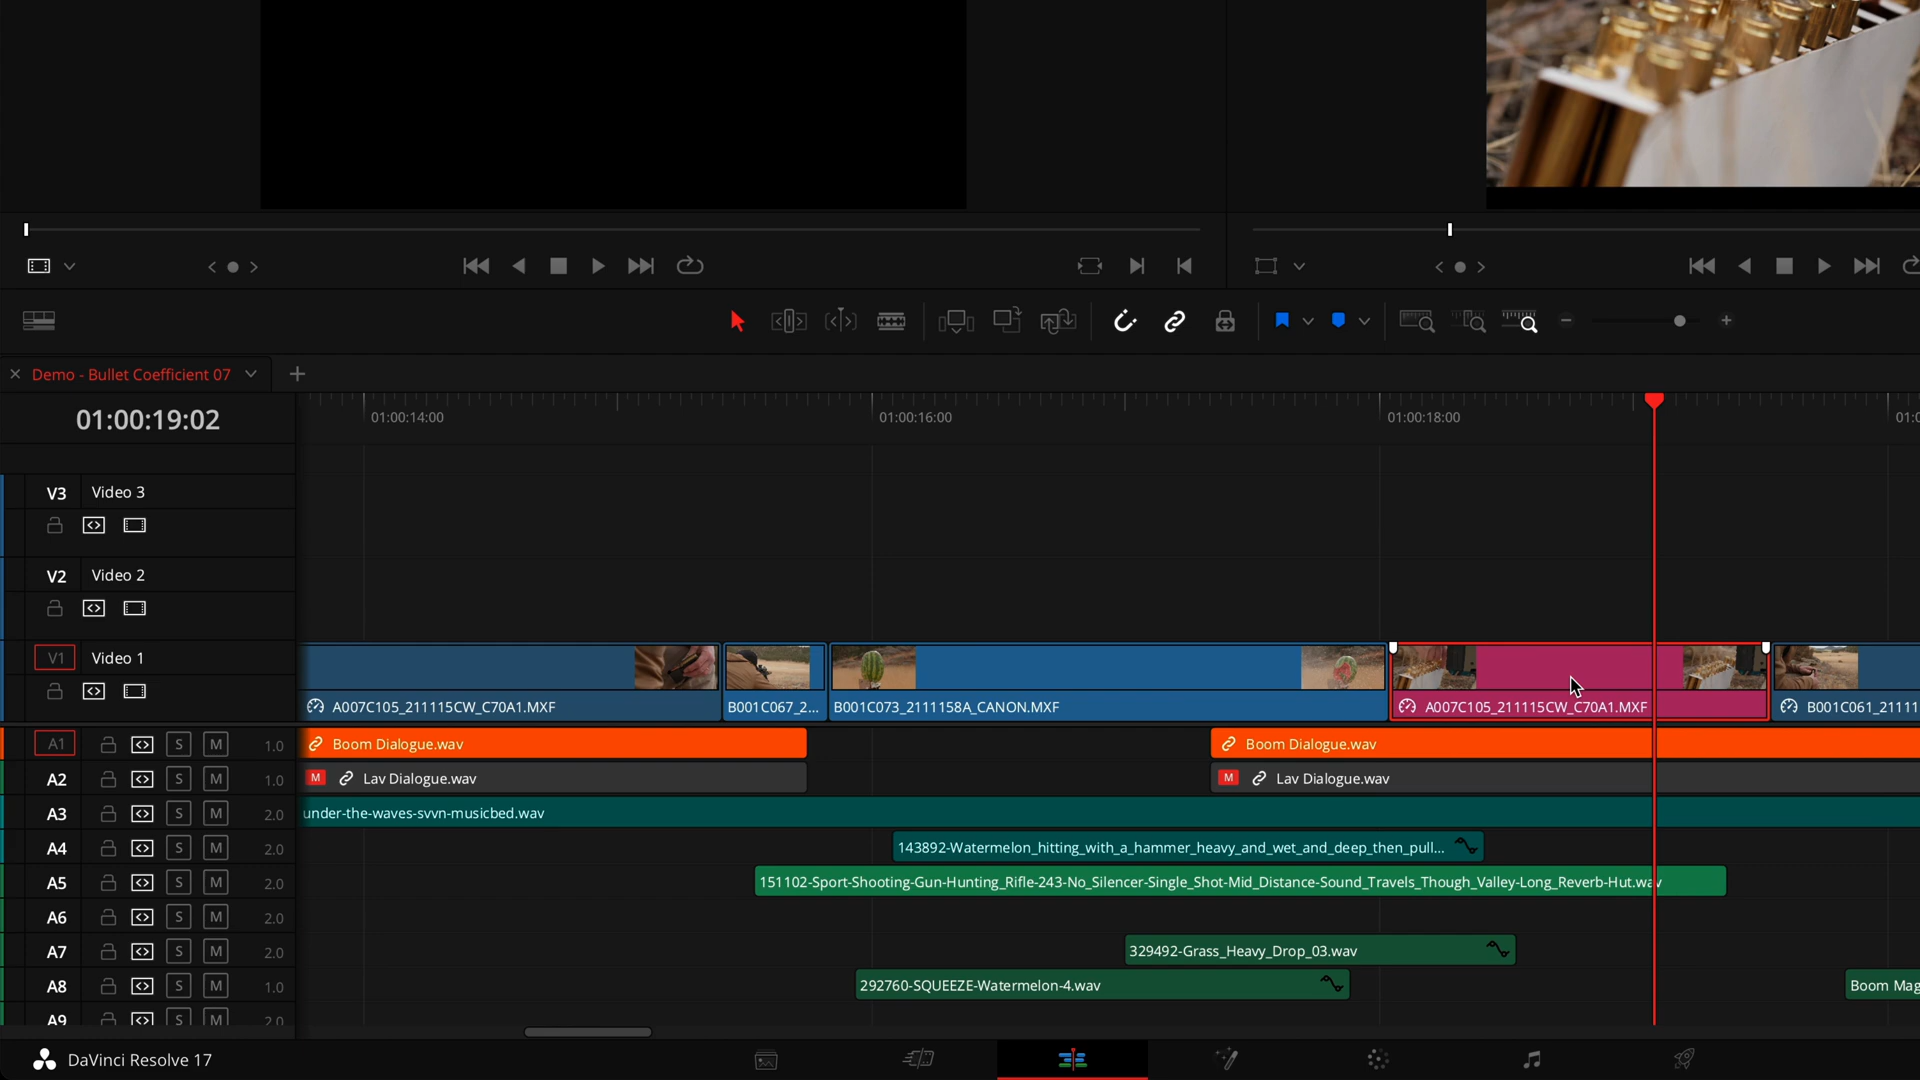 Demo - Bullet Coefficient 07
01:00:19:02
01:00:14:00
01:00:16:00
01:00:18:00
V3 Video 3
V2 Video 2
V1 Video 1
A007C105_211115CW_C70A1.MXF
B001C067_2...
B001C073_2111158A_CANON.MXF
A007C105_211115CW_C70A1.MXF
B001C061_21111
A1 S M 1.0
Boom Dialogue.wav
Boom Dialogue.wav
A2 S M 1.0
M Lav Dialogue.wav
M Lav Dialogue.wav
A3 S M 2.0
under-the-waves-svvn-musicbed.wav
A4 S M 2.0
143892-Watermelon_hitting_with_a_hammer_heavy_and_wet_and_deep_then_pull...
A5 S M 2.0
151102-Sport-Shooting-Gun-Hunting_Rifle-243-No_Silencer-Single_Shot-Mid_Distance-Sound_Travels_Though_Valley-Long_Reverb-Hut.wav
A6 S M 2.0
A7 S M 2.0
329492-Grass_Heavy_Drop_03.wav
A8 S M 1.0
292760-SQUEEZE-Watermelon-4.wav
Boom Mag
A9 S M 2.0
DaVinci Resolve 17